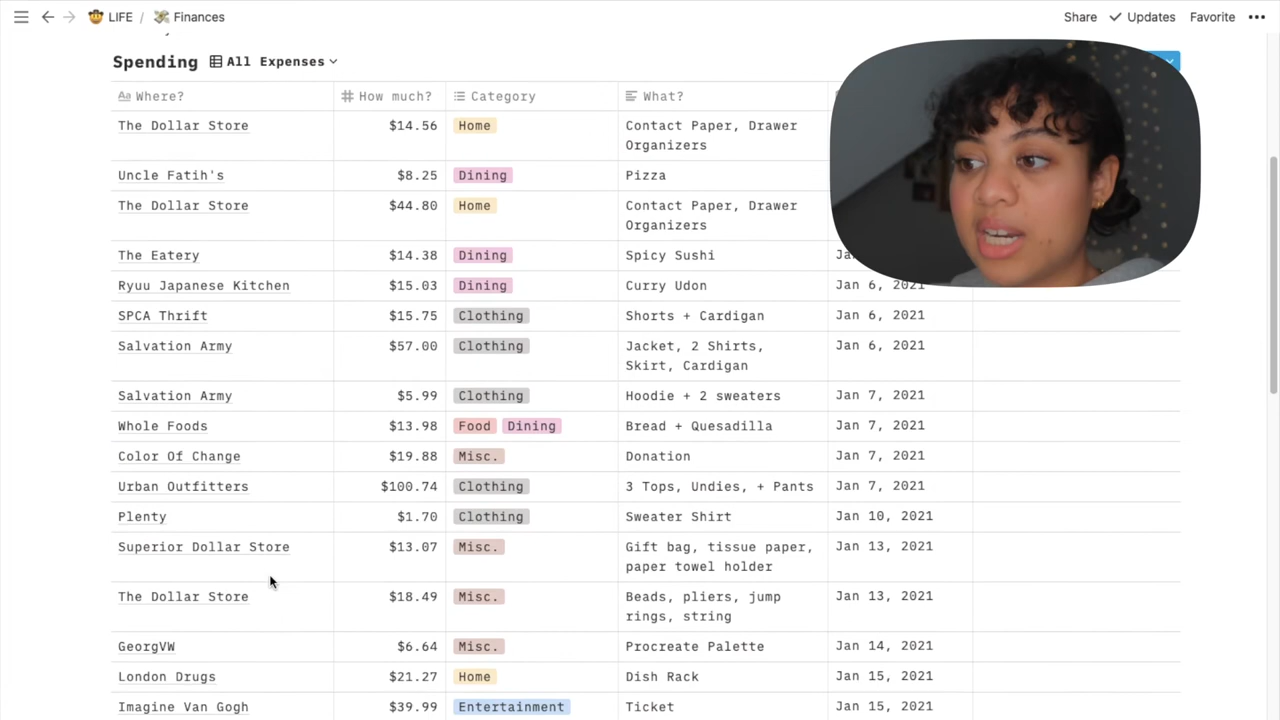 LIFE / Finances Share Updates Favorite
Spending All Expenses
Aa Where? # How much? Category What?
The Dollar Store $14.56 Home Contact Paper, Drawer
Organizers
Uncle Fatih's $8.25 Dining Pizza
The Dollar Store $44.80 Home Contact Paper, Drawer
Organizers
The Eatery $14.38 Dining Spicy Sushi
Ryuu Japanese Kitchen $15.03 Dining Curry Udon Jan 6, 2021
SPCA Thrift $15.75 Clothing Shorts + Cardigan Jan 6, 2021
Salvation Army $57.00 Clothing Jacket, 2 Shirts, Jan 6, 2021
Skirt, Cardigan
Salvation Army $5.99 Clothing Hoodie + 2 sweaters Jan 7, 2021
Whole Foods $13.98 Food Dining Bread + Quesadilla Jan 7, 2021
Color Of Change $19.88 Misc. Donation Jan 7, 2021
Urban Outfitters $100.74 Clothing 3 Tops, Undies, + Pants Jan 7, 2021
Plenty $1.70 Clothing Sweater Shirt Jan 10, 2021
Superior Dollar Store $13.07 Misc. Gift bag, tissue paper, Jan 13, 2021
paper towel holder
The Dollar Store $18.49 Misc. Beads, pliers, jump Jan 13, 2021
rings, string
GeorgVW $6.64 Misc. Procreate Palette Jan 14, 2021
London Drugs $21.27 Home Dish Rack Jan 15, 2021
Imagine Van Gogh $39.99 Entertainment Ticket Jan 15, 2021